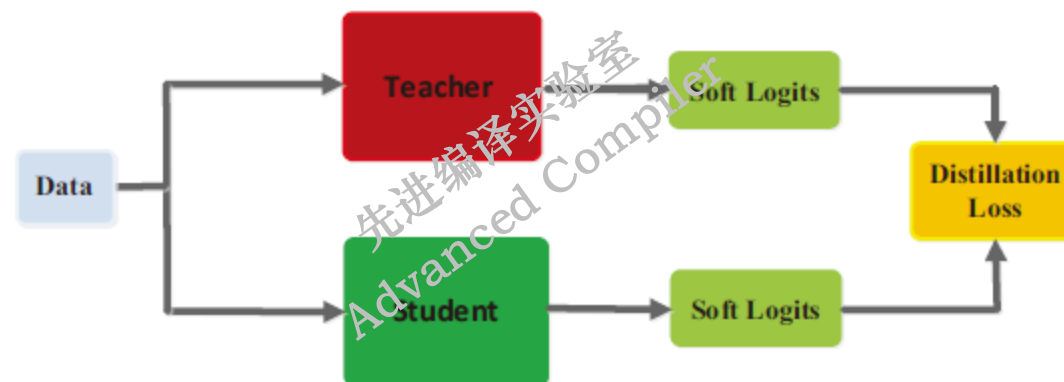 Teacher
Soft Logits
Data
Distillation
Loss
Student
Soft Logits
先进编译实验室
Advanced Compiler